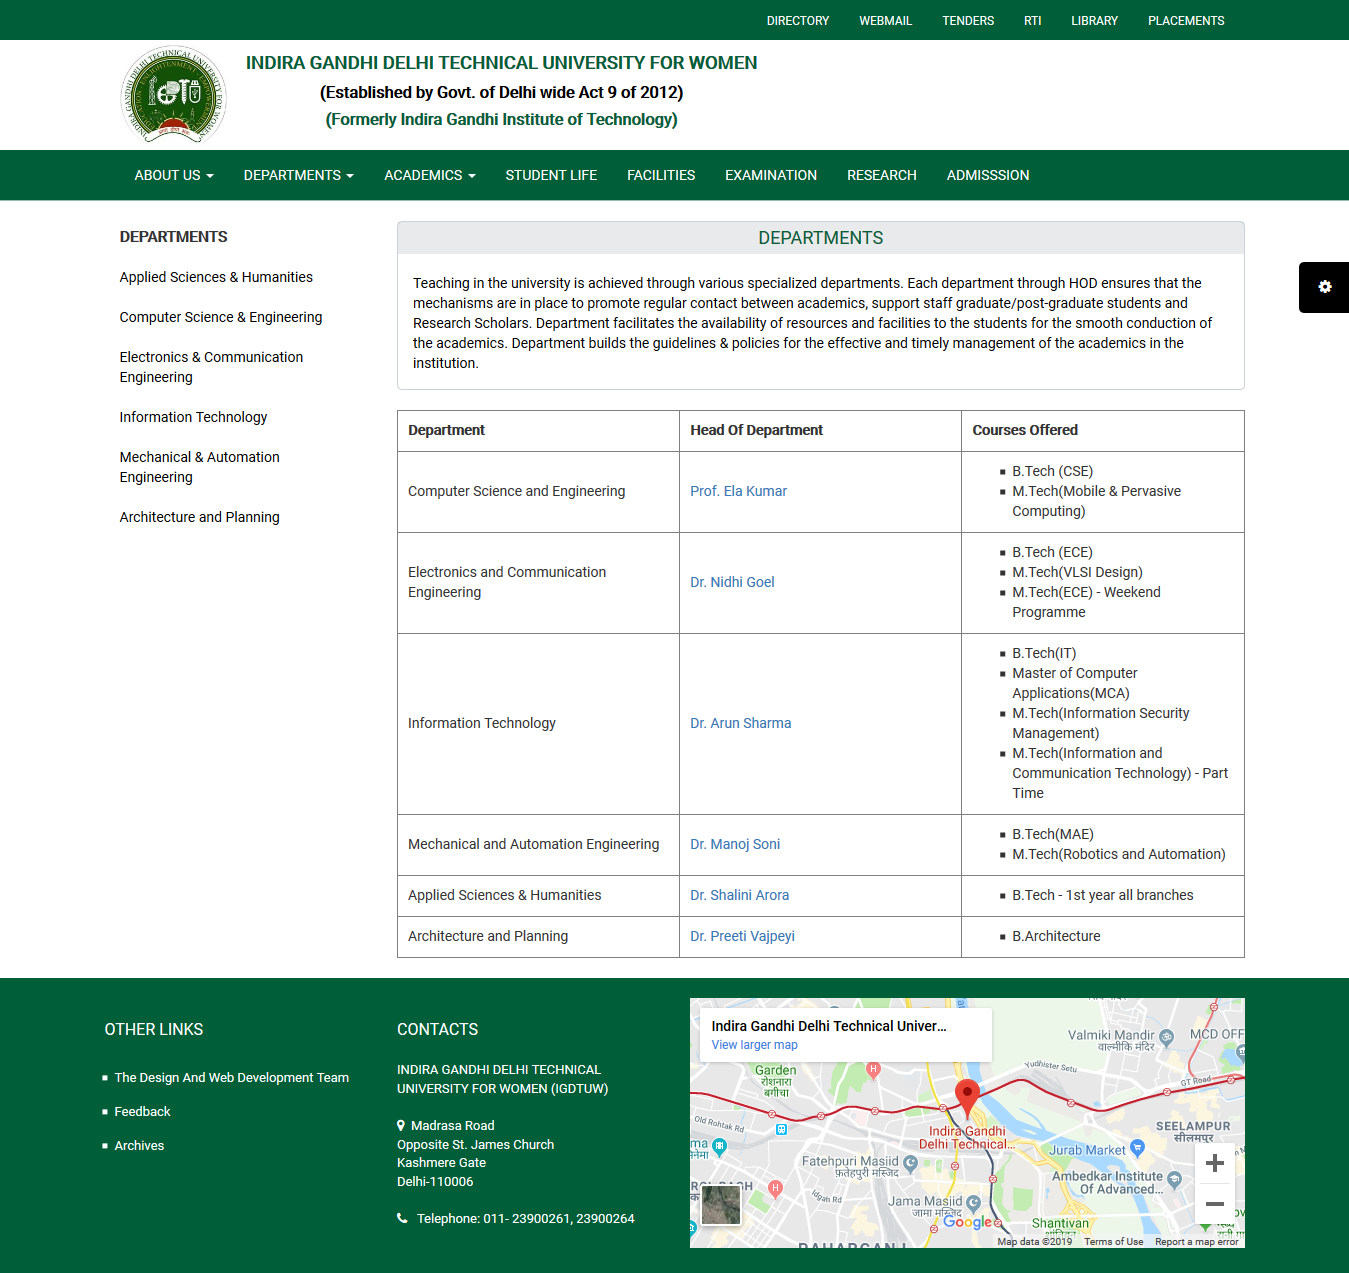 DIRECTORY WEBMAIL TENDERS RTI LIBRARY PLACEMENTS
INDIRA GANDHI DELHI TECHNICAL UNIVERSITY FOR WOMEN
(Established by Govt. of Delhi wide Act 9 of 2012)
(Formerly Indira Gandhi Institute of Technology)
ABOUT US DEPARTMENTS ACADEMICS STUDENT LIFE FACILITIES EXAMINATION RESEARCH ADMISSSION
DEPARTMENTS
Applied Sciences & Humanities
Computer Science & Engineering
Electronics & Communication
Engineering
Information Technology
Mechanical & Automation
Engineering
Architecture and Planning
DEPARTMENTS
Teaching in the university is achieved through various specialized departments. Each department through HOD ensures that the
mechanisms are in place to promote regular contact between academics, support staff graduate/post-graduate students and
Research Scholars. Department facilitates the availability of resources and facilities to the students for the smooth conduction of
the academics. Department builds the guidelines & policies for the effective and timely management of the academics in the
institution.
Department Head Of Department Courses Offered
Computer Science and Engineering Prof. Ela Kumar
B.Tech (CSE)
M.Tech(Mobile & Pervasive
Computing)
Electronics and Communication
Engineering
Dr. Nidhi Goel
B.Tech (ECE)
M.Tech(VLSI Design)
M.Tech(ECE) - Weekend
Programme
Information Technology Dr. Arun Sharma
B.Tech(IT)
Master of Computer
Applications(MCA)
M.Tech(Information Security
Management)
M.Tech(Information and
Communication Technology) - Part
Time
Mechanical and Automation Engineering Dr. Manoj Soni
B.Tech(MAE)
M.Tech(Robotics and Automation)
Applied Sciences & Humanities Dr. Shalini Arora B.Tech - 1st year all branches
Architecture and Planning Dr. Preeti Vajpeyi B.Architecture
OTHER LINKS
The Design And Web Development Team
Feedback
Archives
CONTACTS
INDIRA GANDHI DELHI TECHNICAL
UNIVERSITY FOR WOMEN (IGDTUW)
Madrasa Road
Opposite St. James Church
Kashmere Gate
Delhi-110006
Telephone: 011- 23900261, 23900264
Indira Gandhi Delhi Technical Univer...
View larger map
Valmiki Mandir
वाल्मीकि मंदिर
MCD OFF
Garden
रोशनारा
बगीचा
Yudhister Setu
GT Road
Old Rohtak Rd
Indira Gandhi
Delhi Technical...
SEELAMPUR
सीलमपुर
Jurab Market
Fatehpuri Masjid
फ़तेहपुरी मस्जिद
Ambedkar Institute
Of Advanced...
Idgah Rd
Jama Masjid
जामा मस्जिद
Google
Shantivan
Map data ©2019 Terms of Use Report a map error